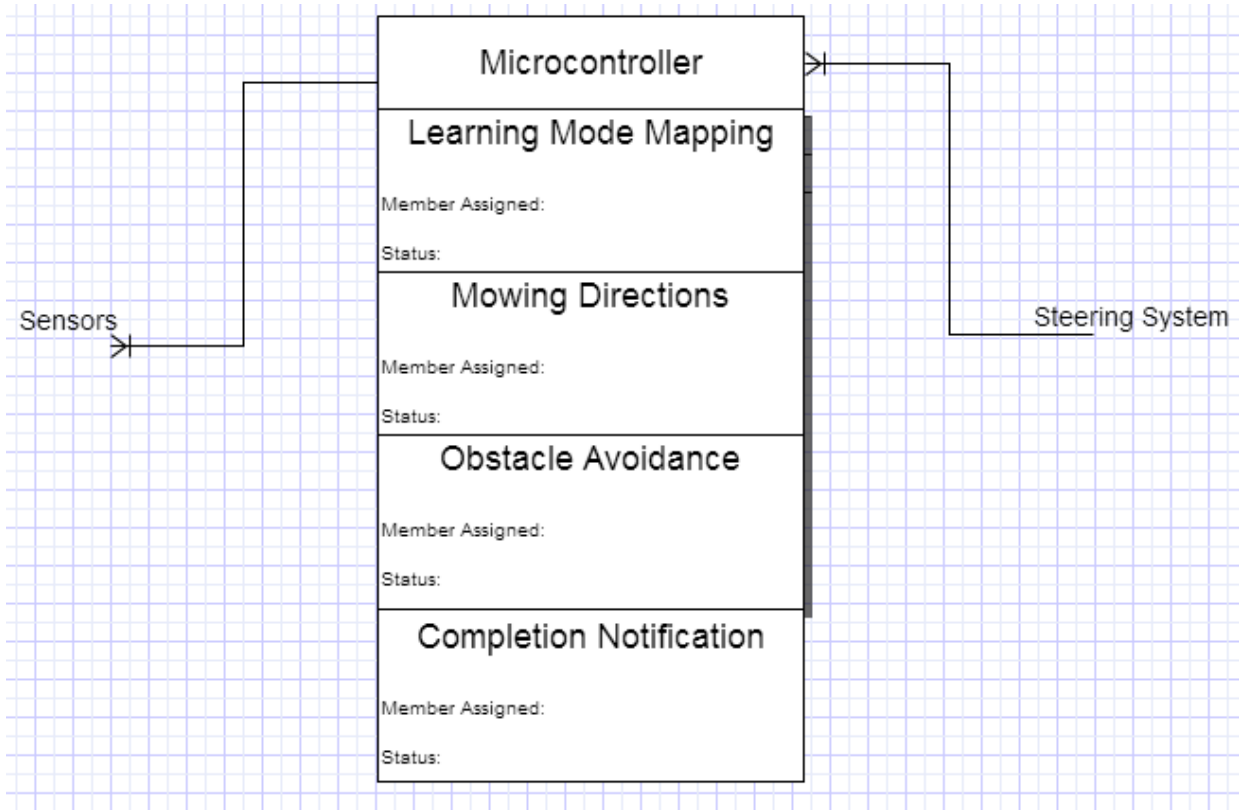 Microcontroller
Learning Mode Mapping
Member Assigned:
Status:
Mowing Directions
Member Assigned:
Status:
Obstacle Avoidance
Member Assigned:
Status:
Completion Notification
Member Assigned:
Status:
Sensors
Steering System